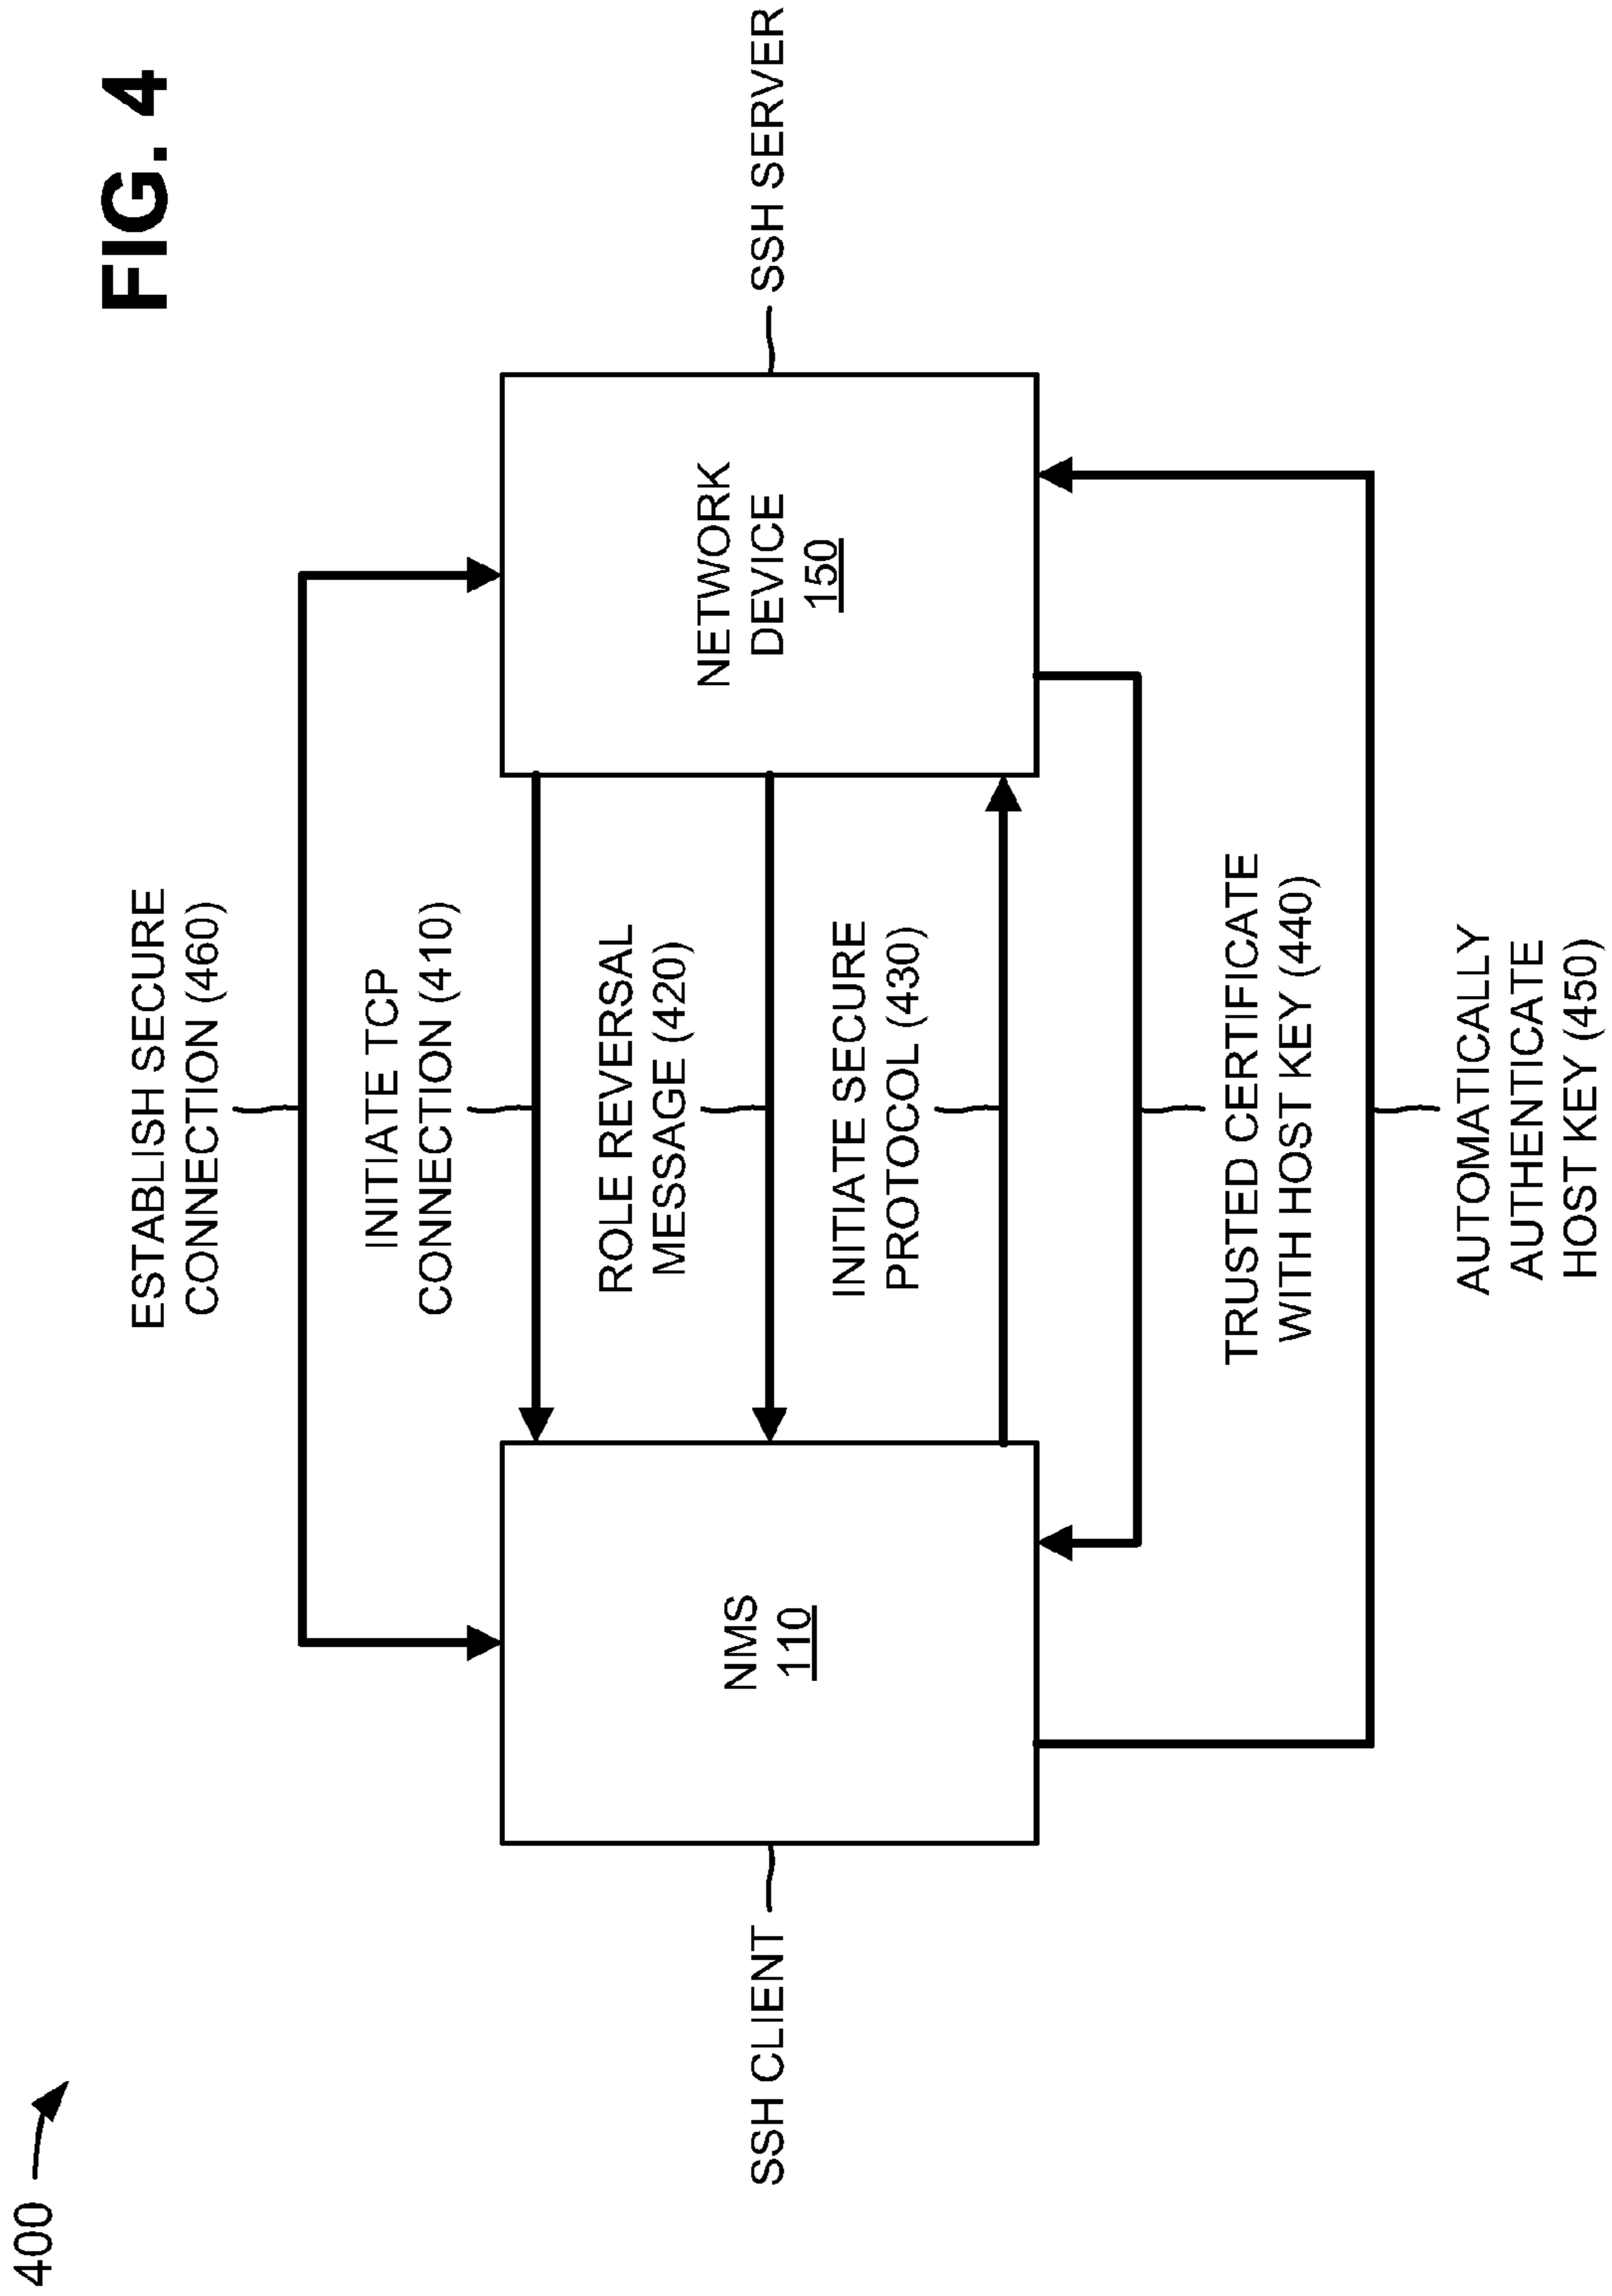 FIG. 4
400
ESTABLISH SECURE
CONNECTION (460)
INITIATE TCP
CONNECTION (410)
ROLE REVERSAL
MESSAGE (420)
INITIATE SECURE
PROTOCOL (430)
SSH CLIENT
NMS
110
NETWORK
DEVICE
150
SSH SERVER
TRUSTED CERTIFICATE
WITH HOST KEY (440)
AUTOMATICALLY
AUTHENTICATE
HOST KEY (450)